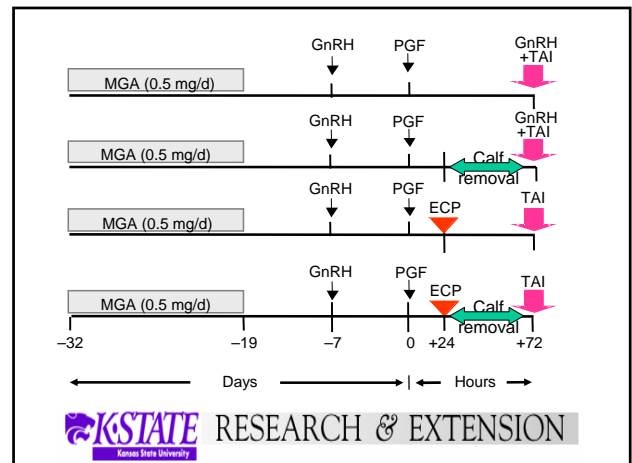 GnRH PGF GnRH
+TAI
MGA (0.5 mg/d)
GnRH PGF GnRH
+TAI
MGA (0.5 mg/d) Calf
removal
GnRH PGF ECP TAI
MGA (0.5 mg/d)
GnRH PGF ECP TAI
MGA (0.5 mg/d) Calf
removal
–32 –19 –7 0 +24 +72
Days Hours
K-STATE RESEARCH & EXTENSION
Kansas State University